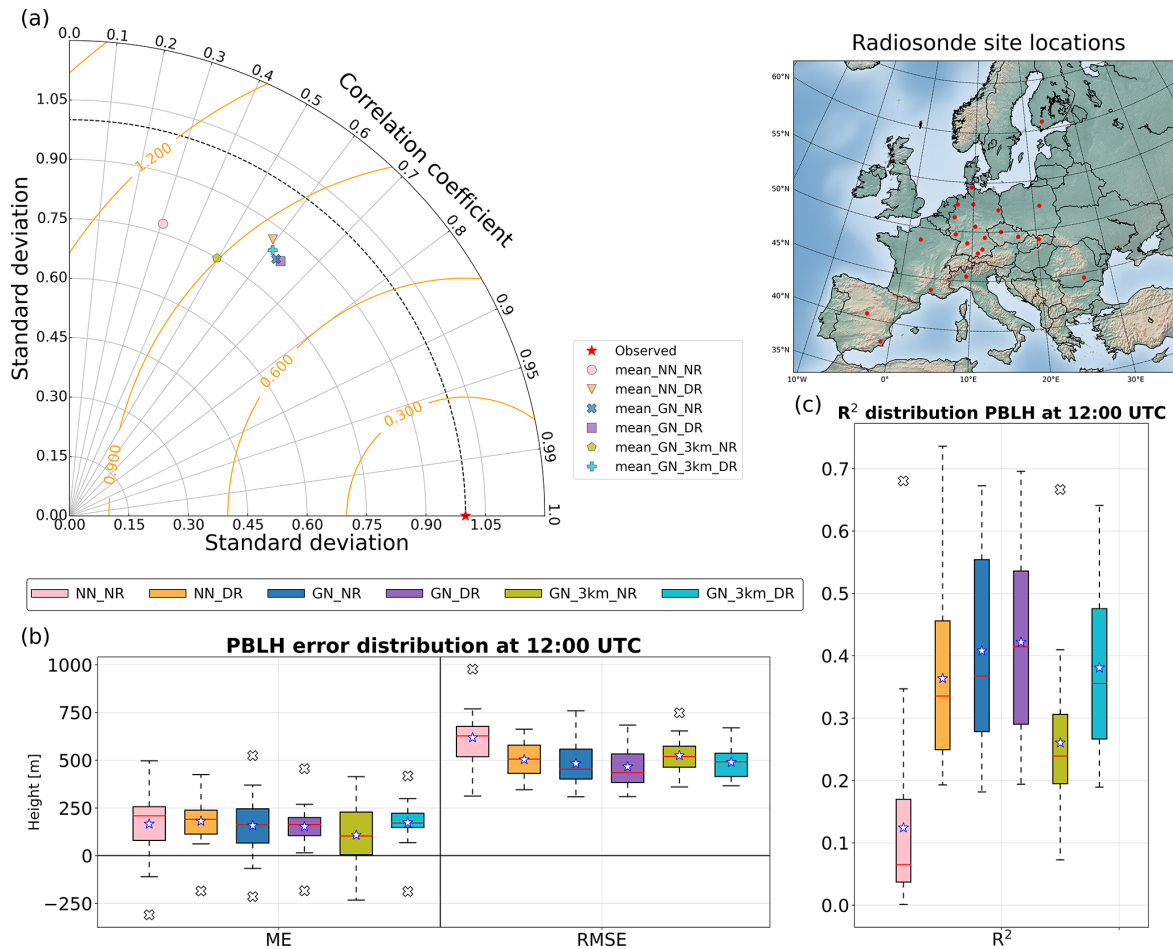 (a)
0.0
0.1
0.2
0.3
0.4
0.5
0.6
0.7
0.8
0.9
0.95
0.99
1.0
Correlation coefficient
Standard deviation
1.05
0.90
0.75
0.60
0.45
0.30
0.15
0.00
0.00
0.15
0.30
0.45
0.60
0.75
0.90
1.05
Standard deviation
1.200
0.900
0.600
0.300
Observed
mean_NN_NR
mean_NN_DR
mean_GN_NR
mean_GN_DR
mean_GN_3km_NR
mean_GN_3km_DR
Radiosonde site locations
60°N
55°N
50°N
45°N
40°N
35°N
60°N
55°N
50°N
45°N
40°N
35°N
10°W
0°
10°E
20°E
30°E
NN_NR
NN_DR
GN_NR
GN_DR
GN_3km_NR
GN_3km_DR
(b)
PBLH error distribution at 12:00 UTC
Height [m]
1000
750
500
250
0
−250
ME
RMSE
(c)
R² distribution PBLH at 12:00 UTC
0.7
0.6
0.5
0.4
0.3
0.2
0.1
0.0
R²